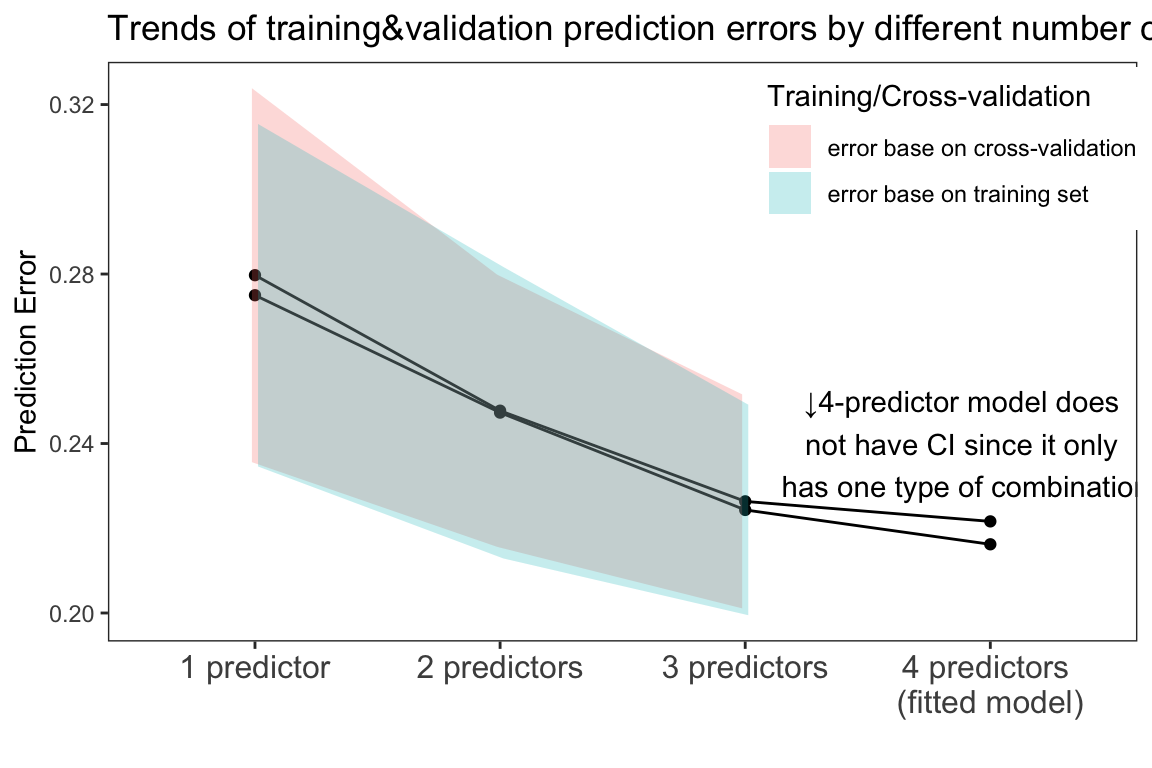 Trends of training&validation prediction errors by different number
Training/Cross-validation
error base on cross-validation
error base on training set
Prediction Error
0.32
0.28
0.24
0.20
↓4-predictor model does
not have CI since it only
has one type of combination
1 predictor
2 predictors
3 predictors
4 predictors
(fitted model)